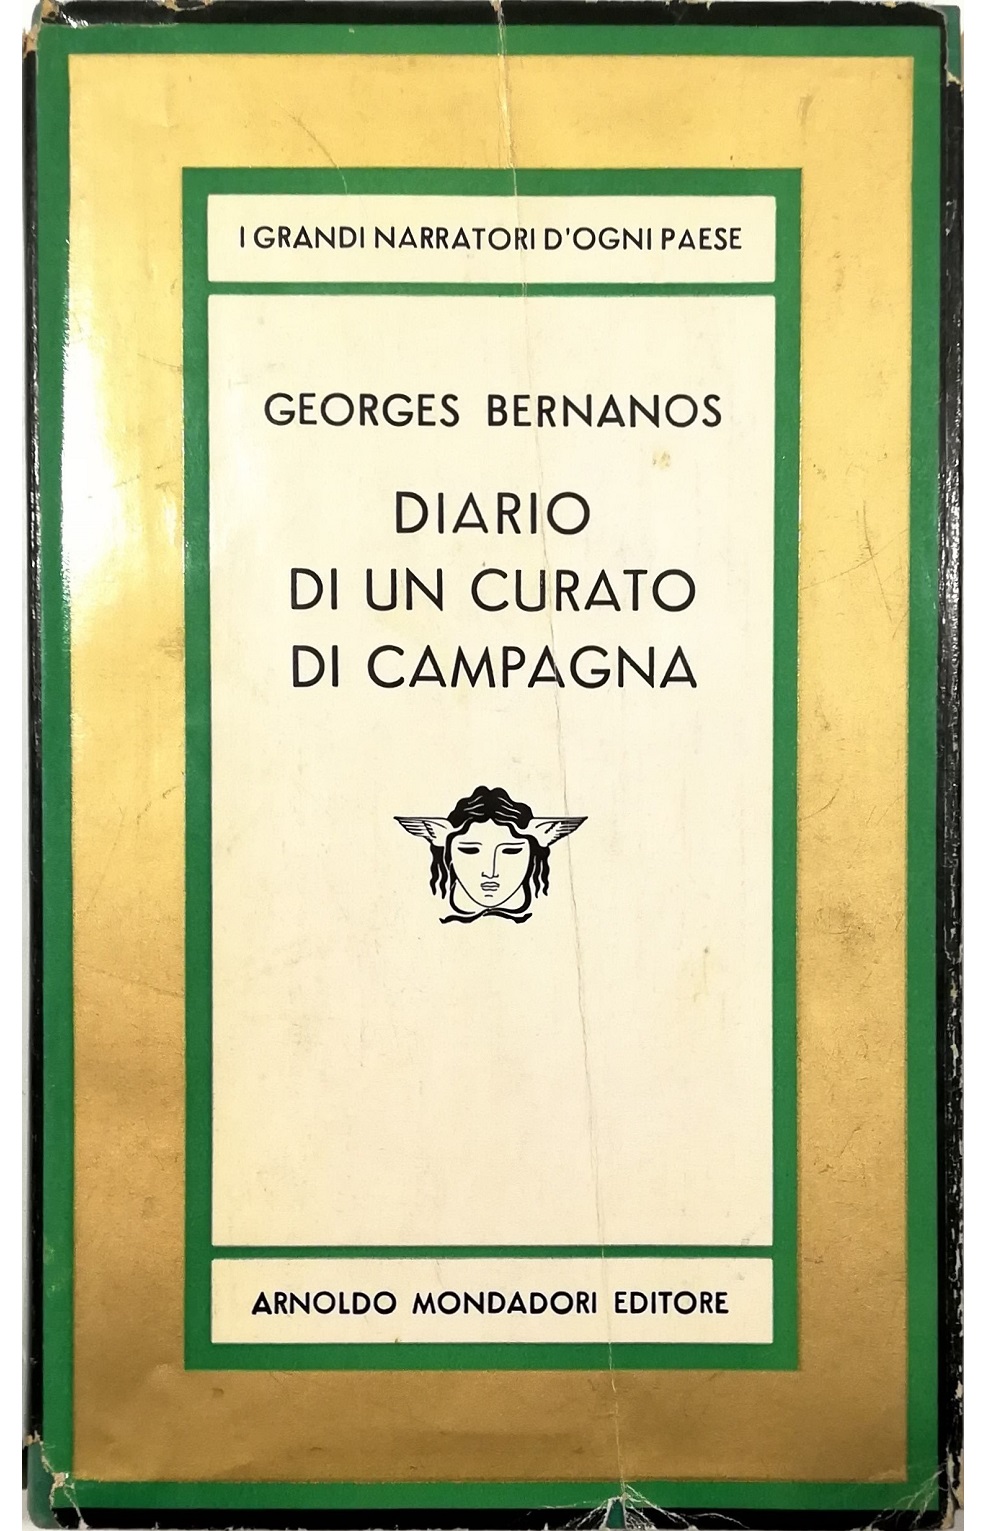 I GRANDI NARRATORI D'OGNI PAESE
GEORGES BERNANOS
DIARIO
DI UN CURATO
DI CAMPAGNA
ARNOLDO MONDADORI EDITORE